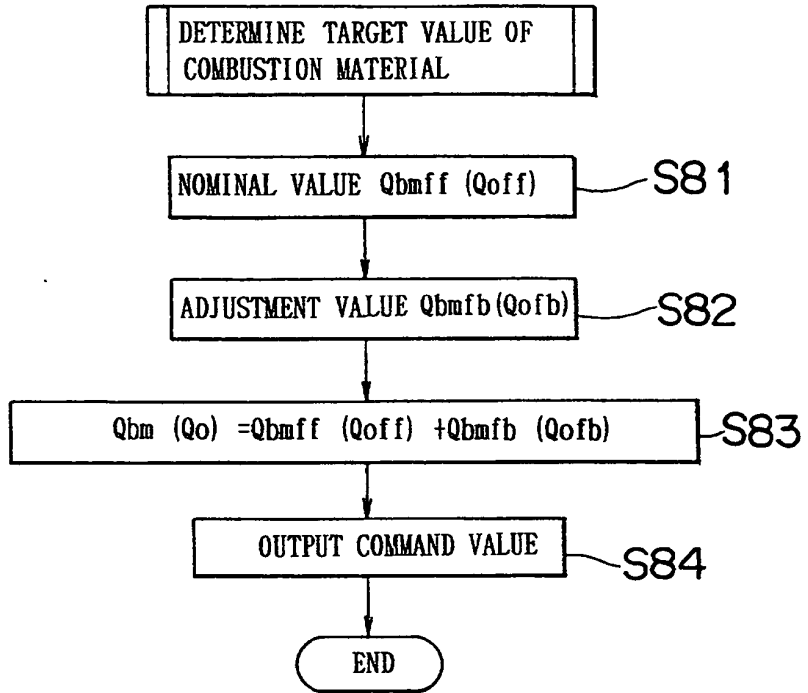 DETERMINE TARGET VALUE OF
COMBUSTION MATERIAL
NOMINAL VALUE Qbmff (Qoff)
S81
ADJUSTMENT VALUE Qbmfb(Qofb)
S82
Qbm (Qo) =Qbmff (Qoff) +Qbmfb (Qofb)
S83
OUTPUT COMMAND VALUE
S84
END